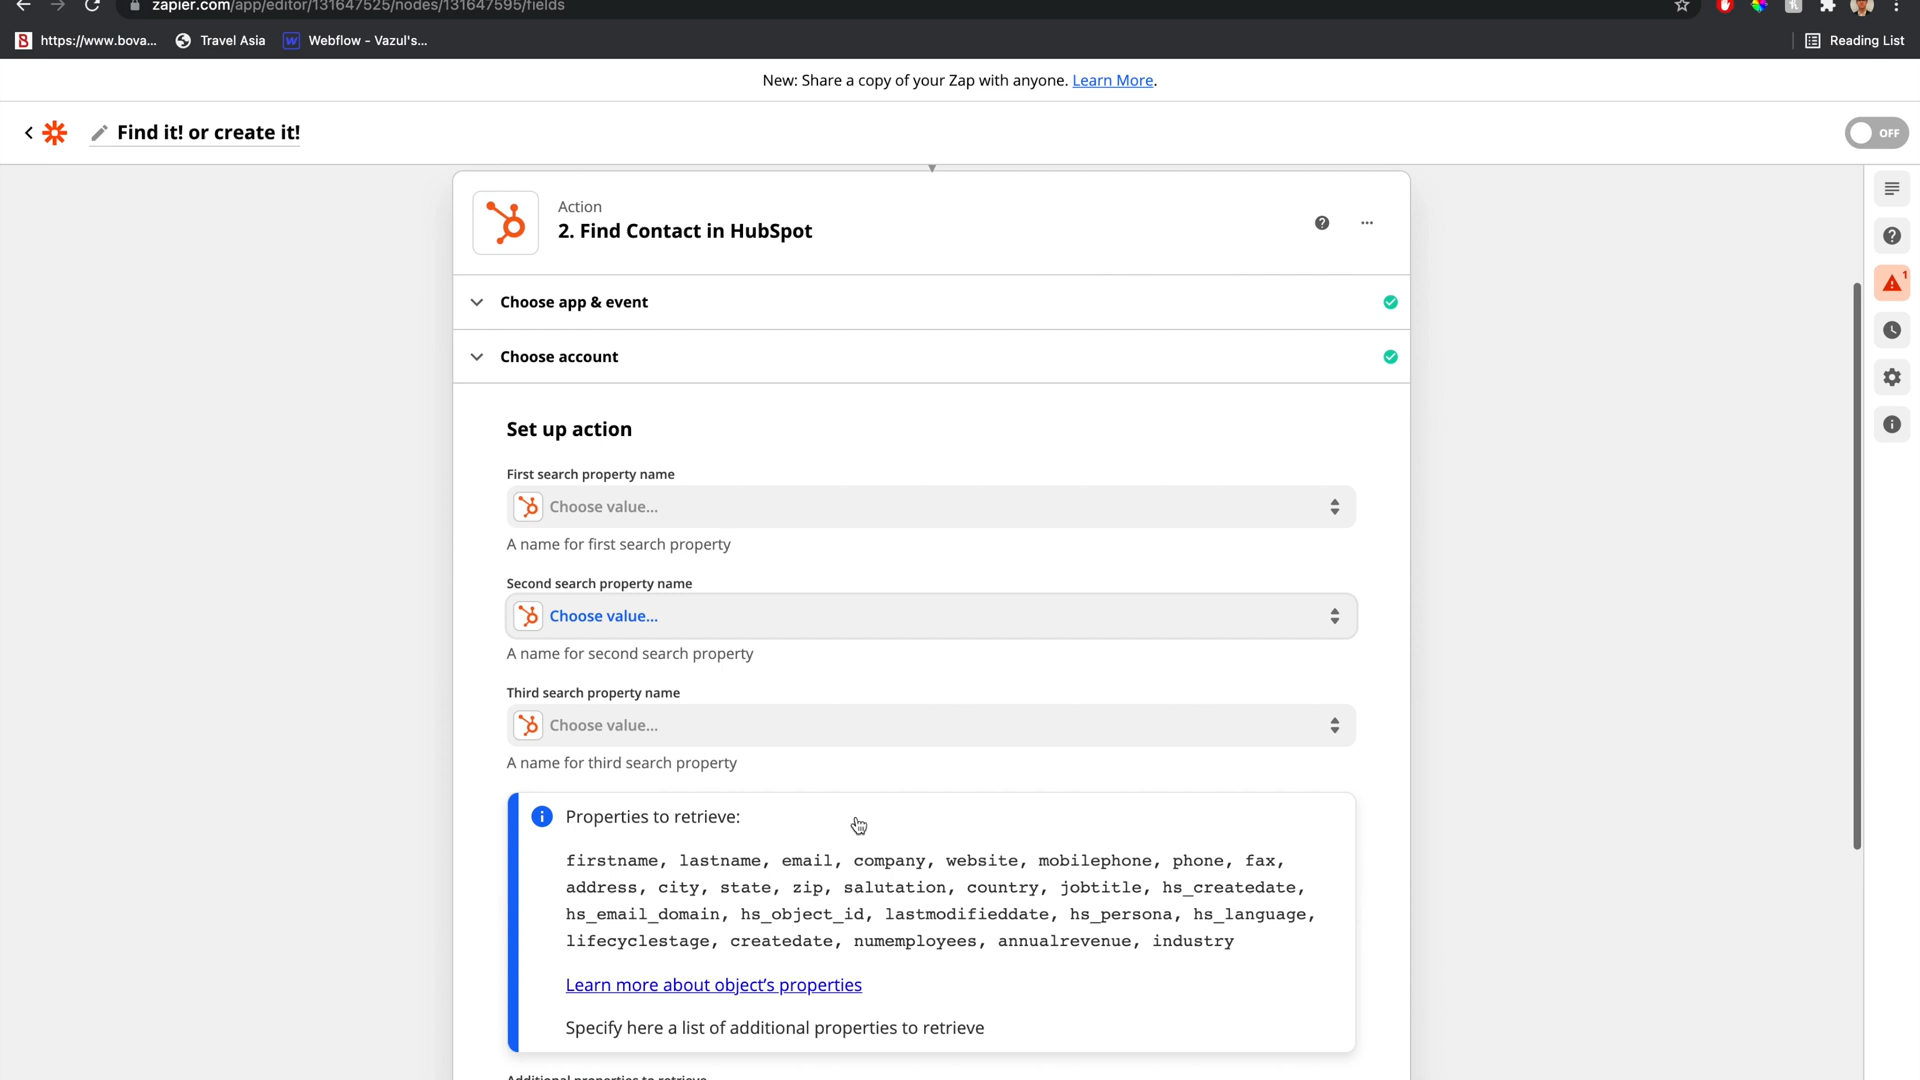 zapier.com/app/editor/131647525/nodes/131647595/fields
https://www.bova...
Travel Asia
Webflow - Vazul's...
Reading List
New: Share a copy of your Zap with anyone. Learn More.
Find it! or create it!
OFF
Action
2. Find Contact in HubSpot
1
Choose app & event
Choose account
Set up action
First search property name
Choose value...
A name for first search property
Second search property name
Choose value...
A name for second search property
Third search property name
Choose value...
A name for third search property
Properties to retrieve:
firstname, lastname, email, company, website, mobilephone, phone, fax,
address, city, state, zip, salutation, country, jobtitle, hs_createdate,
hs_email_domain, hs_object_id, lastmodifieddate, hs_persona, hs_language,
lifecyclestage, createdate, numemployees, annualrevenue, industry
Learn more about object's properties
Specify here a list of additional properties to retrieve
Additional properties to retrieve